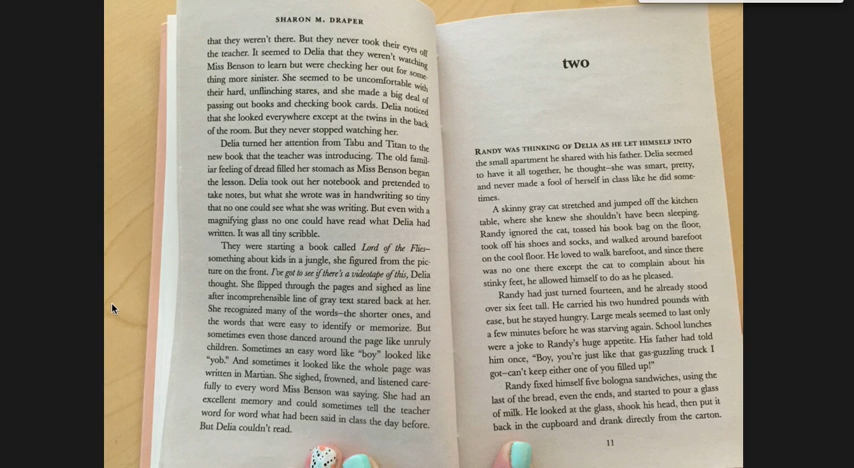 SHARON M. DRAPER
that they weren't there. But they never took their eyes off
the teacher. It seemed to Delia that they weren't watching
Miss Benson to learn but were checking her out for some-
thing more sinister. She seemed to be uncomfortable with
their hard, unflinching stares, and she made a big deal of
passing out books and checking book cards. Delia noticed
that she looked everywhere except at the twins in the back
of the room. But they never stopped watching her.
Delia turned her attention from Tabu and Titan to the
new book that the teacher was introducing. The old famil-
iar feeling of dread filled her stomach as Miss Benson began
the lesson. Delia took out her notebook and pretended to
take notes, but what she wrote was in handwriting so tiny
that no one could see what she was writing. But even with a
magnifying glass no one could have read what Delia had
written. It was all tiny scribble.
They were starting a book called Lord of the Flies–
something about kids in a jungle, she figured from the pic-
ture on the front. I've got to see if there's a videotape of this, Delia
thought. She flipped through the pages and sighed as line
after incomprehensible line of gray text stared back at her.
She recognized many of the words–the shorter ones, and
the words that were easy to identify or memorize. But
sometimes even those danced around the page like unruly
children. Sometimes an easy word like "boy" looked like
"yob." And sometimes it looked like the whole page was
written in Martian. She sighed, frowned, and listened care-
fully to every word Miss Benson was saying. She had an
excellent memory and could sometimes tell the teacher
word for word what had been said in class the day before.
But Delia couldn't read.
two
RANDY WAS THINKING OF DELIA AS HE LET HIMSELF INTO
the small apartment he shared with his father. Delia seemed
to have it all together, he thought–she was smart, pretty,
and never made a fool of herself in class like he did some-
times.
A skinny gray cat stretched and jumped off the kitchen
table, where she knew she shouldn't have been sleeping.
Randy ignored the cat, tossed his book bag on the floor,
took off his shoes and socks, and walked around barefoot
on the cool floor. He loved to walk barefoot, and since there
was no one there except the cat to complain about his
stinky feet, he allowed himself to do as he pleased.
Randy had just turned fourteen, and he already stood
over six feet tall. He carried his two hundred pounds with
ease, but he stayed hungry. Large meals seemed to last only
a few minutes before he was starving again. School lunches
were a joke to Randy's huge appetite. His father had told
him once, "Boy, you're just like that gas-guzzling truck I
got–can't keep either one of you filled up!"
Randy fixed himself five bologna sandwiches, using the
last of the bread, even the ends, and started to pour a glass
of milk. He looked at the glass, shook his head, then put it
back in the cupboard and drank directly from the carton.
11